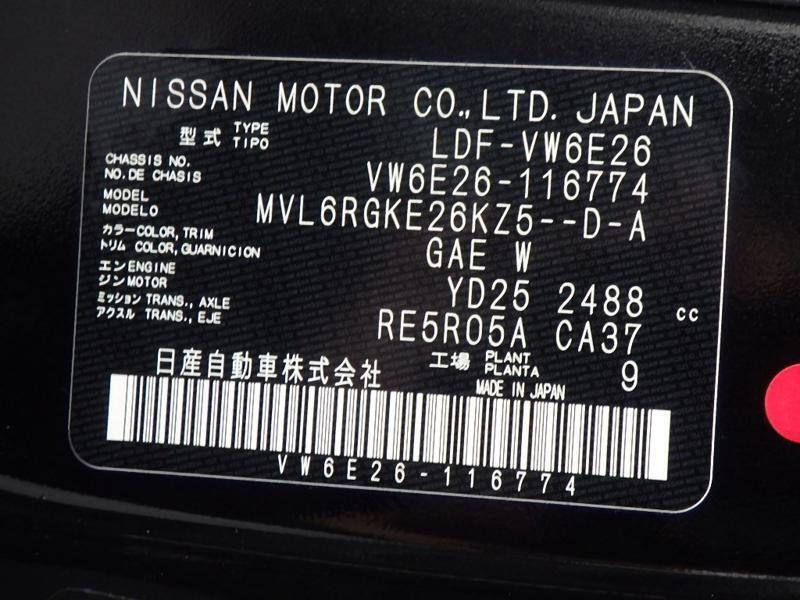 NISSAN MOTOR CO.,LTD. JAPAN
型式 TYPE TIPO LDF-VW6E26
CHASSIS NO. NO.DE CHASIS VW6E26-116774
MODEL MODELO MVL6RGKE26KZ5--D-A
カラー COLOR, TRIM トリム COLOR, GUARNICION GAE W
エンジン ENGINE MOTOR YD25 2488 cc
ミッション TRANS., AXLE アクスル TRANS., EJE RE5R05A CA37
工場 PLANT PLANTA 9
日産自動車株式会社 MADE IN JAPAN
VW6E26-116774